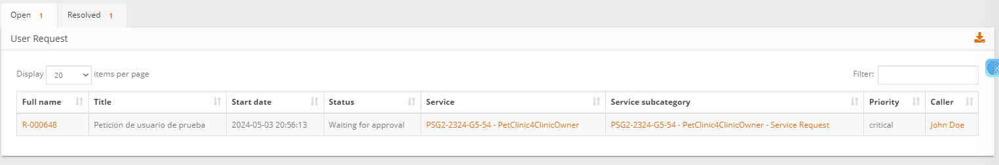 Open 1 Resolved 1
User Request
Display 20 items per page Filter:
Full name Title Start date Status Service Service subcategory Priority Caller
R-000648 Peticion de usuario de prueba 2024-05-03 20:56:13 Waiting for approval PSG2-2324-G5-54 - PetClinic4ClinicOwner PSG2-2324-G5-54 - PetClinic4ClinicOwner - Service Request critical John Doe